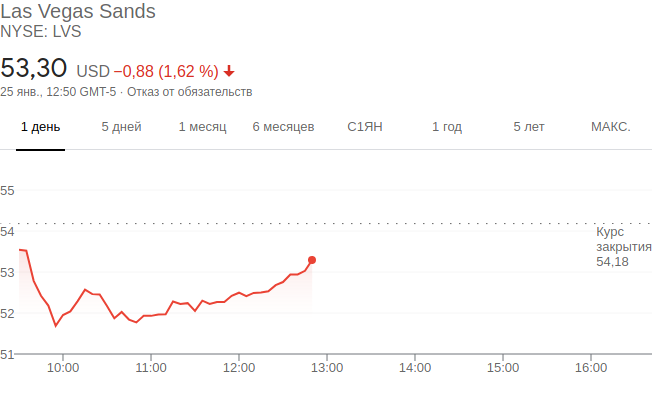 Las Vegas Sands
NYSE: LVS
53,30 USD −0,88 (1,62 %)
25 янв., 12:50 GMT-5 · Отказ от обязательств
1 день 5 дней 1 месяц 6 месяцев С1ЯН 1 год 5 лет МАКС.
55
54
Курс
закрытия
54,18
53
52
51
10:00 11:00 12:00 13:00 14:00 15:00 16:00